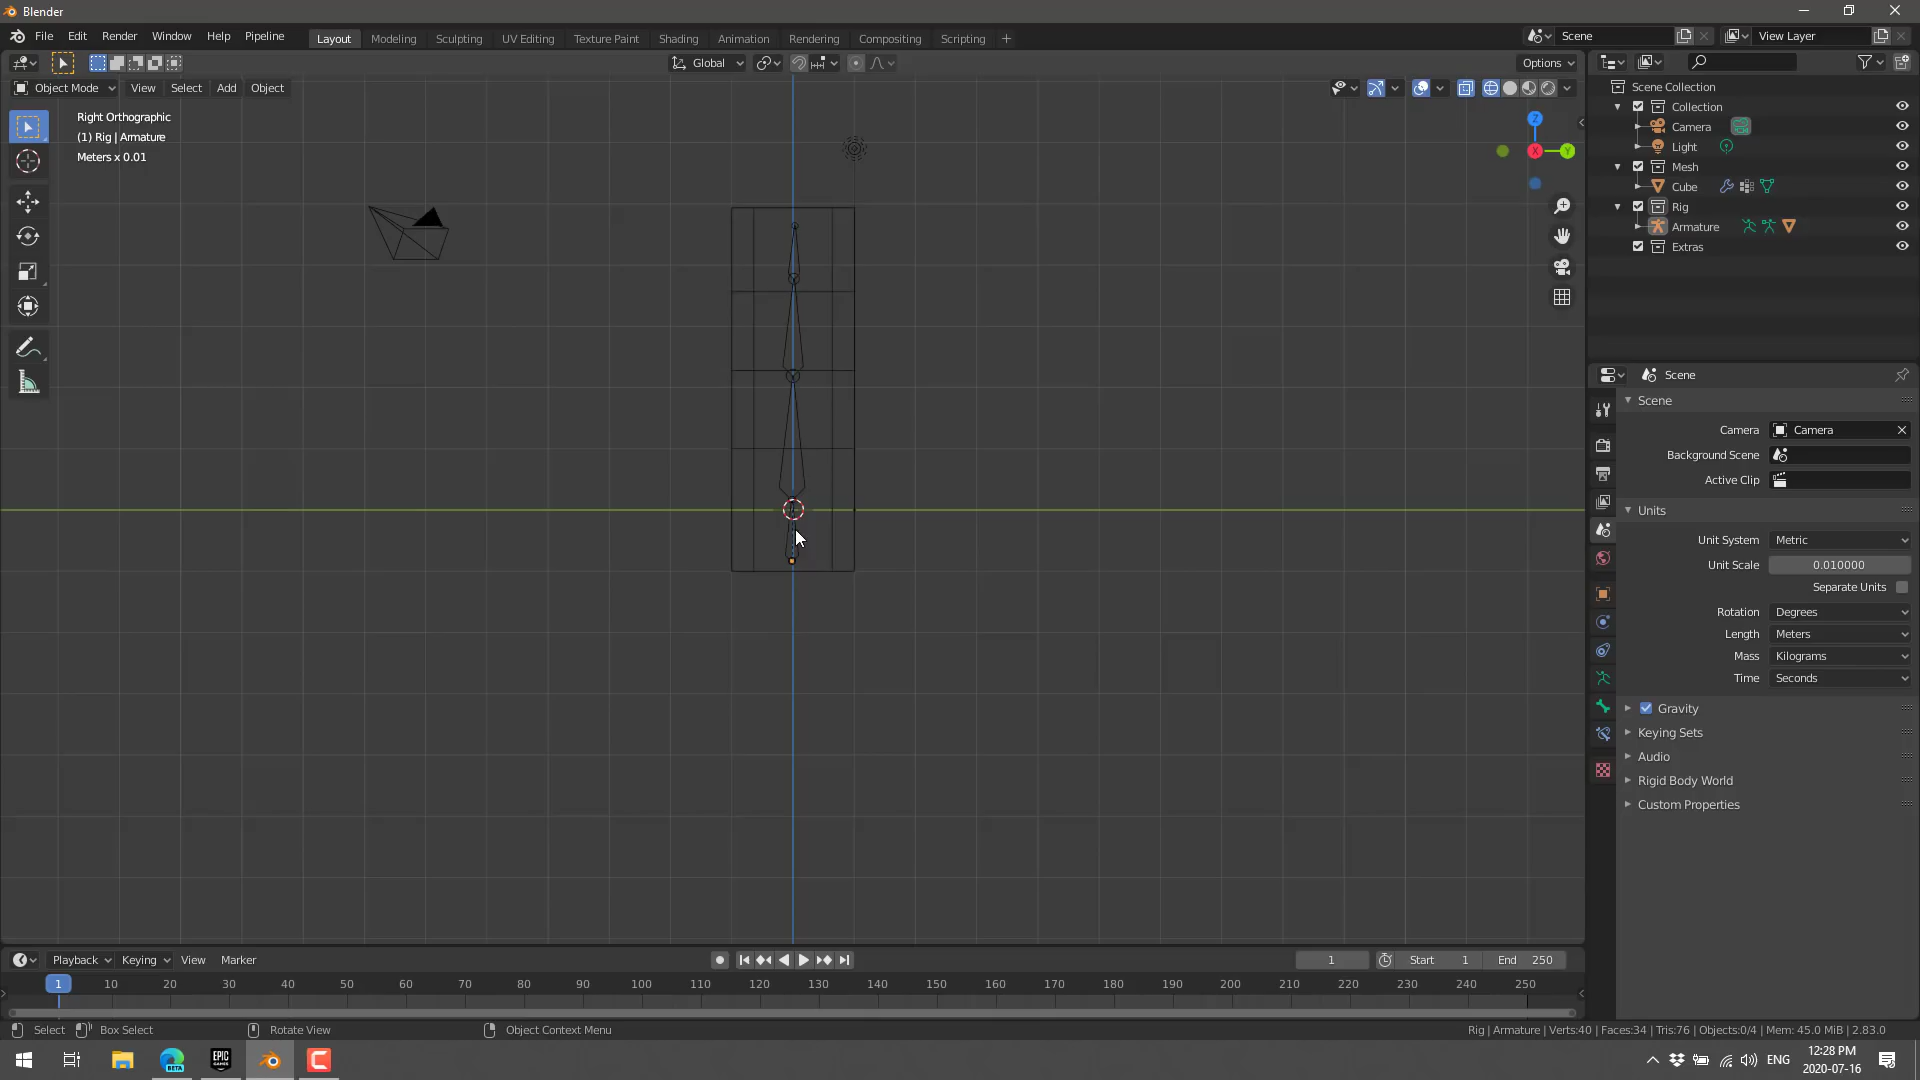 Blender
File Edit Render Window Help Pipeline
Layout Modeling Sculpting UV Editing Texture Paint Shading Animation Rendering Compositing Scripting +
Scene View Layer
Global Options
Object Mode View Select Add Object
Right Orthographic
(1) Rig | Armature
Meters x 0.01
Z
X
Y
Scene Collection
Collection
Camera
Light
Mesh
Cube
Rig
Armature
Extras
Scene
Scene
Camera Camera
Background Scene
Active Clip
Units
Unit System Metric
Unit Scale 0.010000
Separate Units
Rotation Degrees
Length Meters
Mass Kilograms
Time Seconds
Gravity
Keying Sets
Audio
Rigid Body World
Custom Properties
Playback Keying View Marker
1 Start 1 End 250
1 10 20 30 40 50 60 70 80 90 100 110 120 130 140 150 160 170 180 190 200 210 220 230 240 250
Select Box Select Rotate View Object Context Menu
Rig | Armature | Verts:40 | Faces:34 | Tris:76 | Objects:0/4 | Mem: 45.0 MiB | 2.83.0
BETA
EPIC GAMES
ENG
12:28 PM
2020-07-16